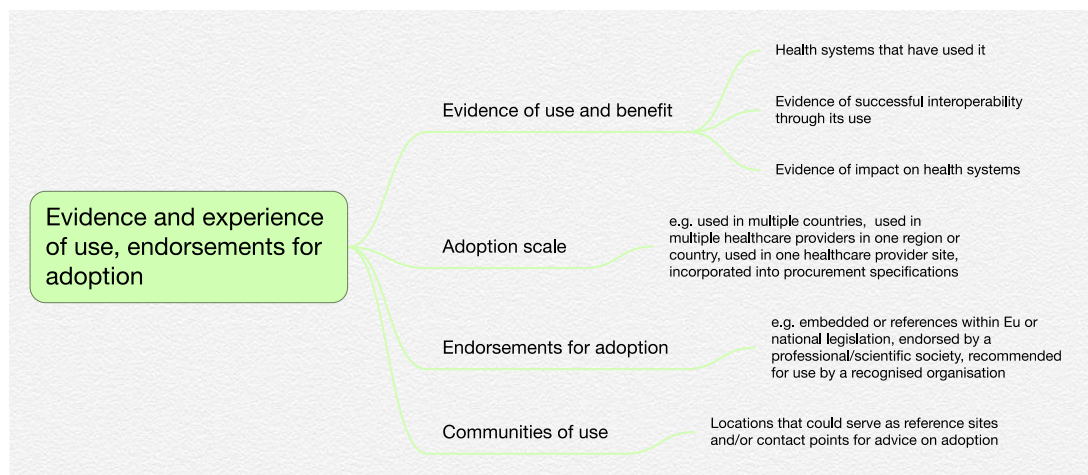 Evidence and experience
of use, endorsements for
adoption
Evidence of use and benefit
Health systems that have used it
Evidence of successful interoperability
through its use
Evidence of impact on health systems
Adoption scale
e.g. used in multiple countries, used in
multiple healthcare providers in one region or
country, used in one healthcare provider site,
incorporated into procurement specifications
Endorsements for adoption
e.g. embedded or references within Eu or
national legislation, endorsed by a
professional/scientific society, recommended
for use by a recognised organisation
Communities of use
Locations that could serve as reference sites
and/or contact points for advice on adoption